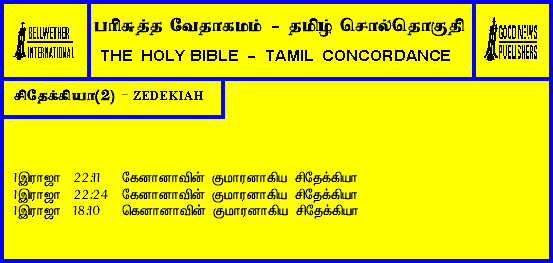 BELLWETHER
INTERNATIONAL
பரிசுத்த வேதாகமம் - தமிழ் சொல்தொகுதி
THE HOLY BIBLE - TAMIL CONCORDANCE
GOOD NEWS
PUBLISHERS
சிதேக்கியா(2) - ZEDEKIAH
1இராஜா 22:11 கேனானாவின் குமாரனாகிய சிதேக்கியா
1இராஜா 22:24 கேனானாவின் குமாரனாகிய சிதேக்கியா
1இராஜா 18:10 கெனானாவின் குமாரனாகிய சிதேக்கியா